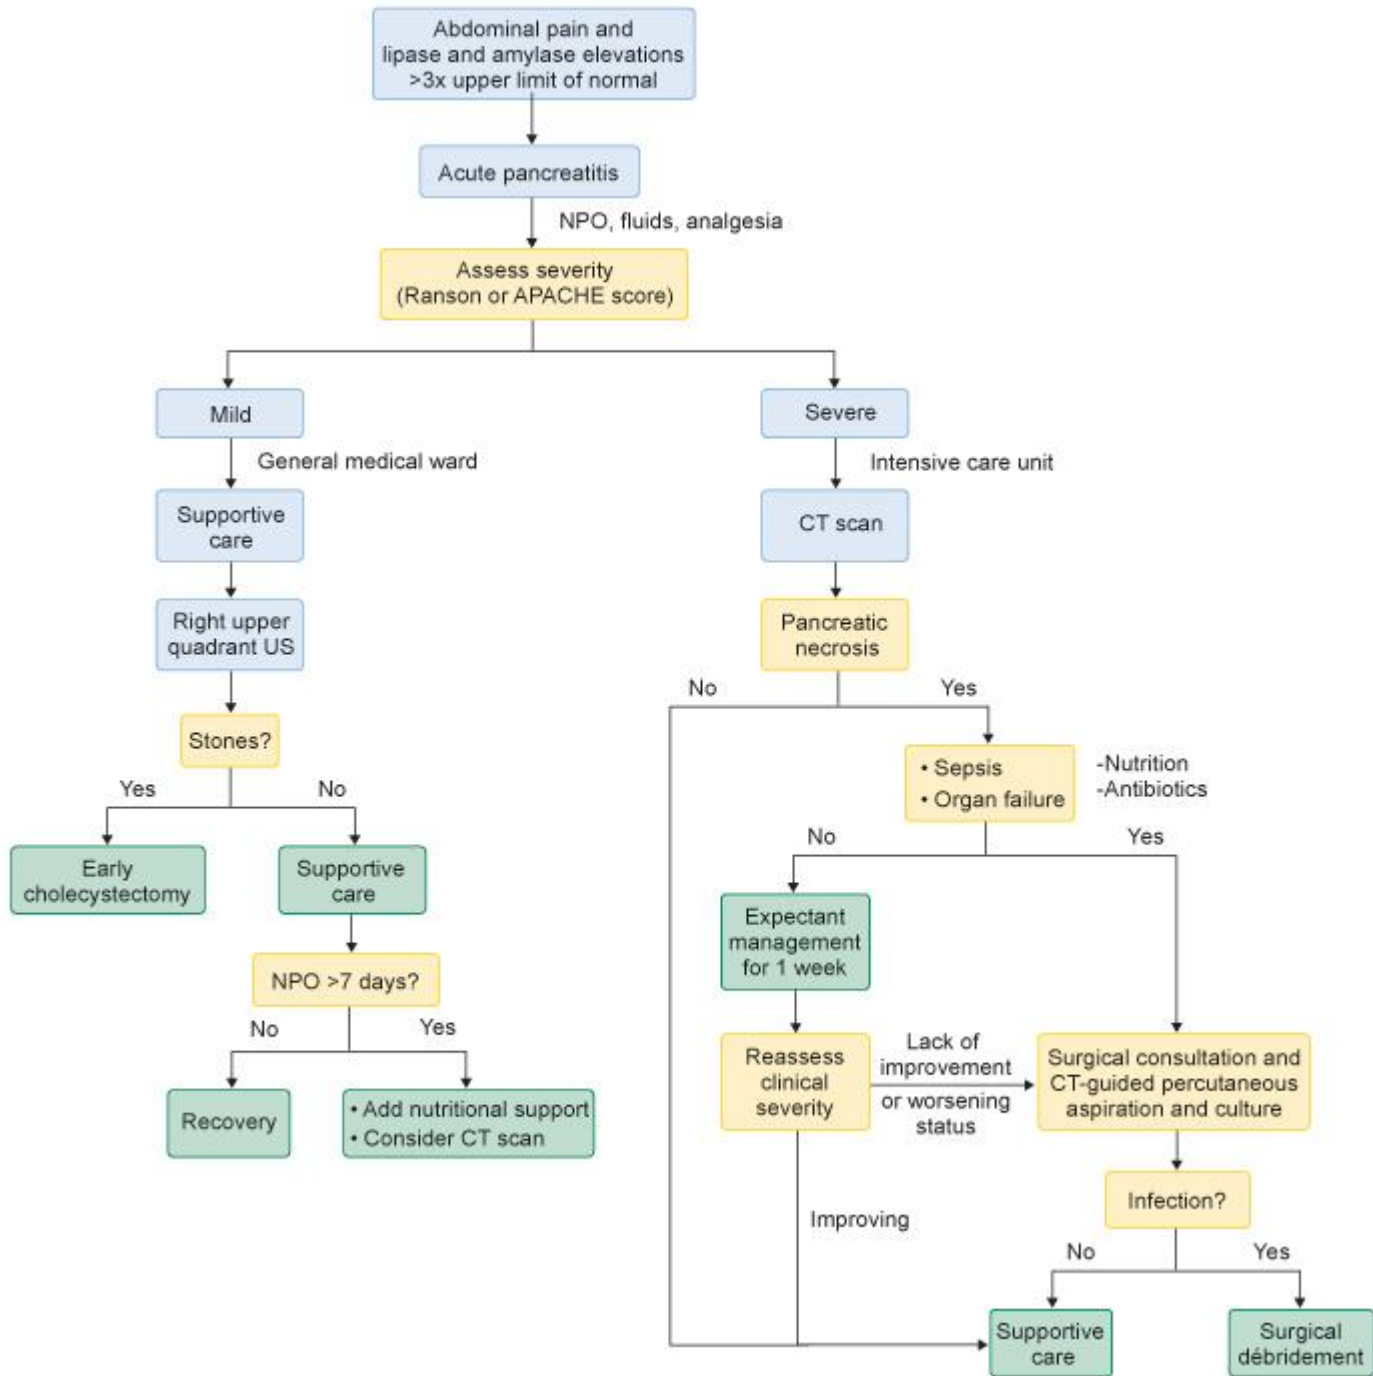 Abdominal pain and
lipase and amylase elevations
>3x upper limit of normal
Acute pancreatitis
NPO, fluids, analgesia
Assess severity
(Ranson or APACHE score)
Mild
General medical ward
Supportive
care
Right upper
quadrant US
Stones?
Yes
No
Early
cholecystectomy
Supportive
care
NPO >7 days?
No
Yes
Recovery
• Add nutritional support
• Consider CT scan
Severe
Intensive care unit
CT scan
Pancreatic
necrosis
No
Yes
• Sepsis
• Organ failure
-Nutrition
-Antibiotics
No
Yes
Expectant
management
for 1 week
Reassess
clinical
severity
Lack of
improvement
or worsening
status
Surgical consultation and
CT-guided percutaneous
aspiration and culture
Improving
Infection?
No
Yes
Supportive
care
Surgical
débridement